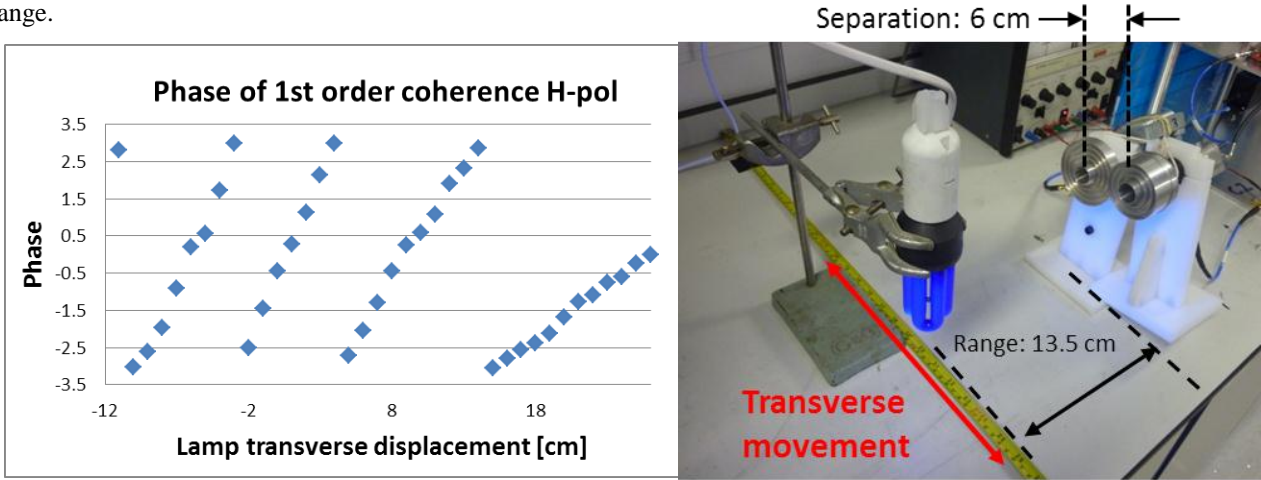 ange.
Phase of 1st order coherence H-pol
3.5
2.5
1.5
0.5
-0.5
-1.5
-2.5
-3.5
Phase
-12
-2
8
18
Lamp transverse displacement [cm]
Separation: 6 cm
Range: 13.5 cm
Transverse
movement